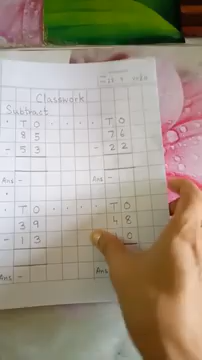 Classwork
Subtract
T O . . . . T O
8 5 7 6
- 5 3 - 2 2
Ans - Ans -
T O . . . . T O
3 9 4 8
- 1 3 0
Ans - Ans -